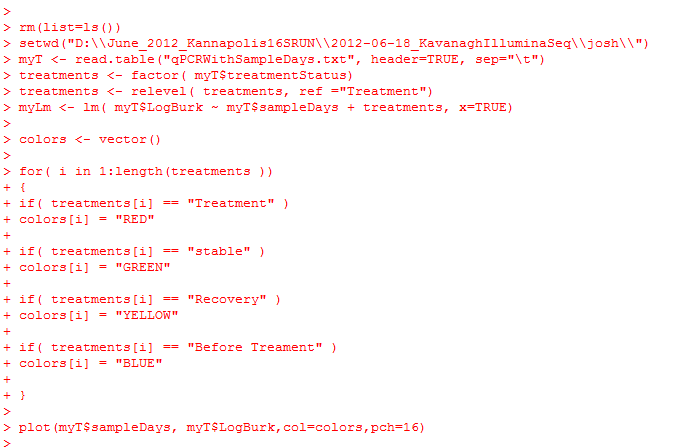 >
> rm(list=ls())
> setwd("D:\\June_2012_Kannapolis16SRUN\\2012-06-18_KavanaghIlluminaSeq\\josh\\")
> myT <- read.table("qPCRWithSampleDays.txt", header=TRUE, sep="\t")
> treatments <- factor( myT$treatmentStatus)
> treatments <- relevel( treatments, ref ="Treatment")
> myLm <- lm( myT$LogBurk ~ myT$sampleDays + treatments, x=TRUE)
>
> colors <- vector()
>
> for( i in 1:length(treatments ))
+ {
+ if( treatments[i] == "Treatment" )
+ colors[i] = "RED"
+
+ if( treatments[i] == "stable" )
+ colors[i] = "GREEN"
+
+ if( treatments[i] == "Recovery" )
+ colors[i] = "YELLOW"
+
+ if( treatments[i] == "Before Treament" )
+ colors[i] = "BLUE"
+
+ }
>
> plot(myT$sampleDays, myT$LogBurk,col=colors,pch=16)
>